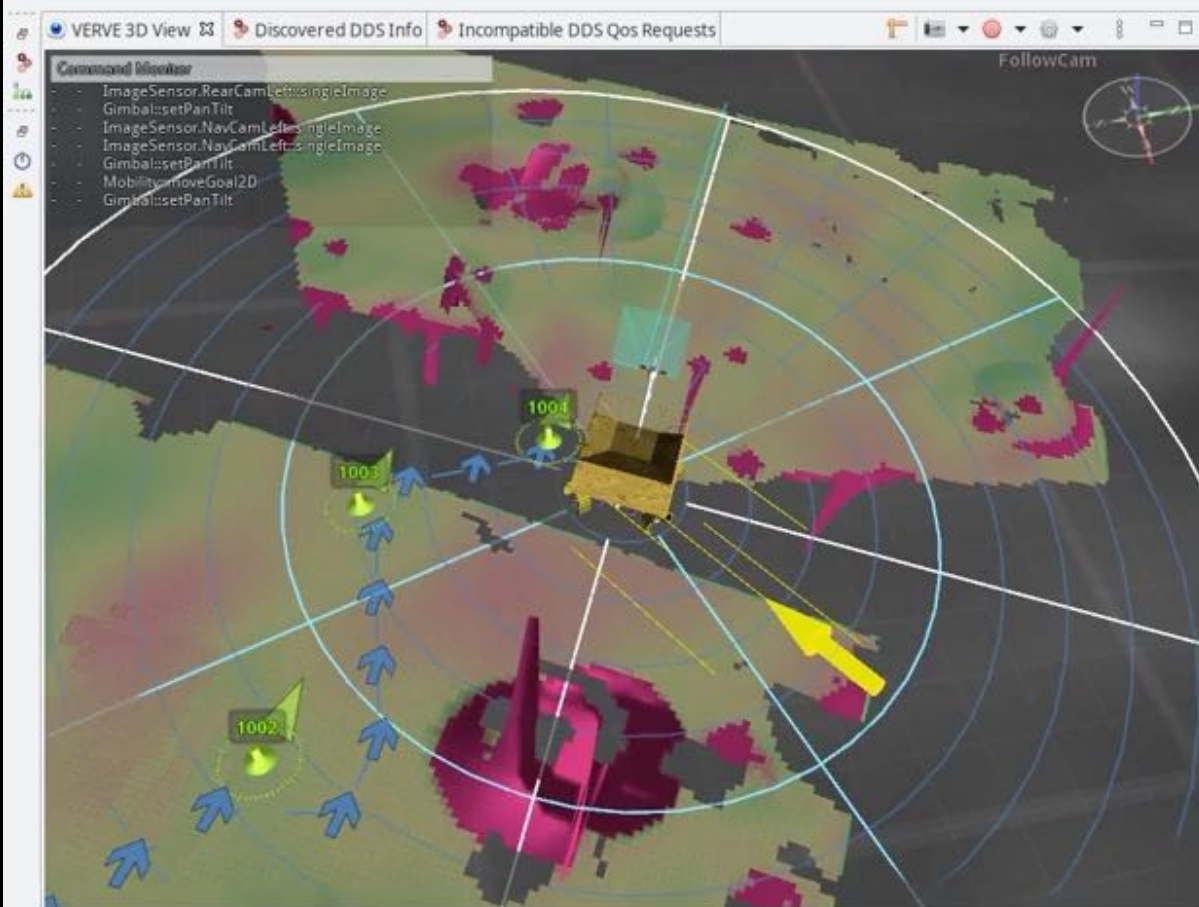 VERVE 3D View
Discovered DDS Info
Incompatible DDS Qos Requests
FollowCam
Command Monitor
- - ImageSensor.RearCamLeft::singleImage
- - Gimbal::setPanTilt
- - ImageSensor.NavCamLeft::singleImage
- - ImageSensor.NavCamLeft::singleImage
- - Gimbal::setPanTilt
- - Mobility::moveGoal2D
- - Gimbal::setPanTilt
1004
1003
1002